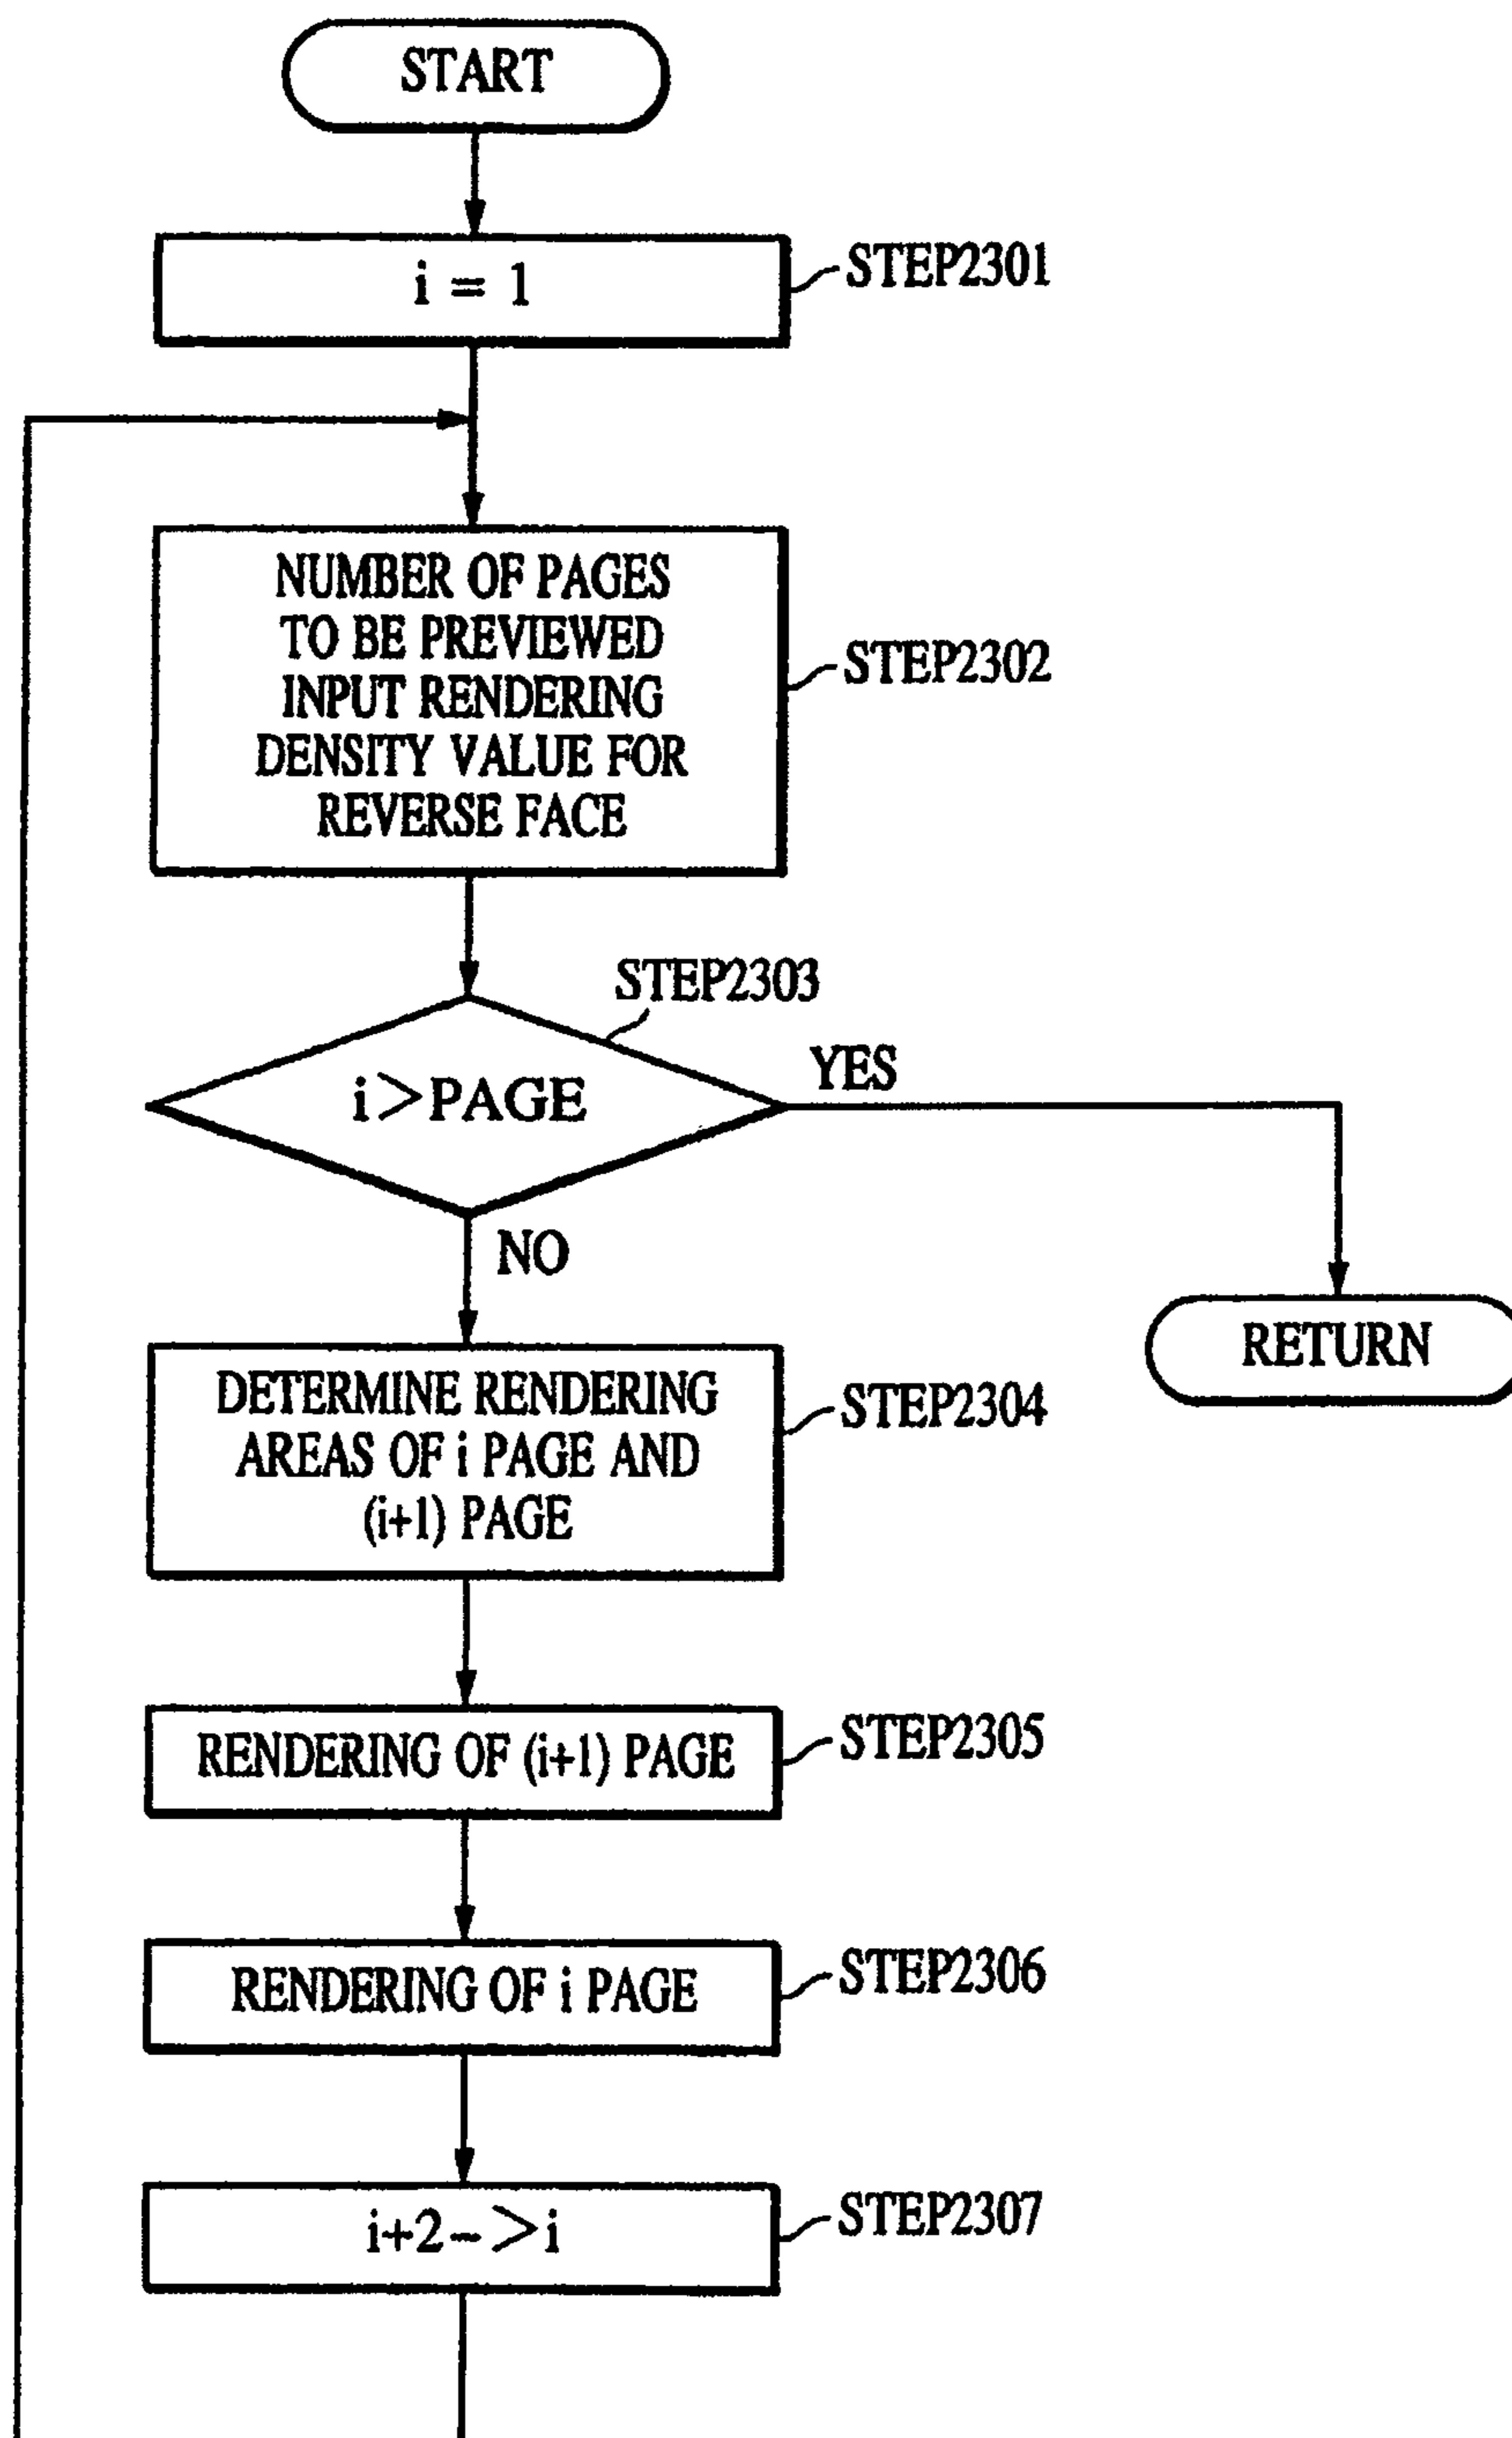 START
i = 1
STEP2301
NUMBER OF PAGES
TO BE PREVIEWED
INPUT RENDERING
DENSITY VALUE FOR
REVERSE FACE
STEP2302
STEP2303
i>PAGE
YES
NO
RETURN
DETERMINE RENDERING
AREAS OF i PAGE AND
(i+1) PAGE
STEP2304
RENDERING OF (i+1) PAGE
STEP2305
RENDERING OF i PAGE
STEP2306
i+2->i
STEP2307